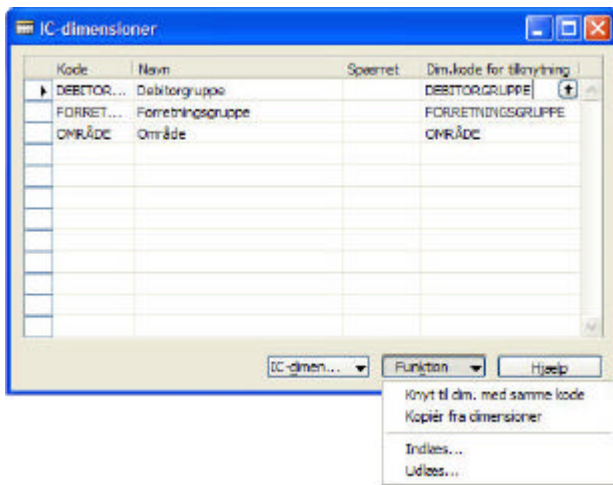 IC-dimensioner
Kode Navn Spærret Dim.kode for tilknytning
DEBITOR... Debitorgruppe DEBITORGRUPPE
FORRET... Forretningsgruppe FORRETNINGSGRUPPE
OMRÅDE Område OMRÅDE
IC-dimen... Funktion Hjælp
Knyt til dim. med samme kode
Kopiér fra dimensioner
Indlæs...
Udlæs...